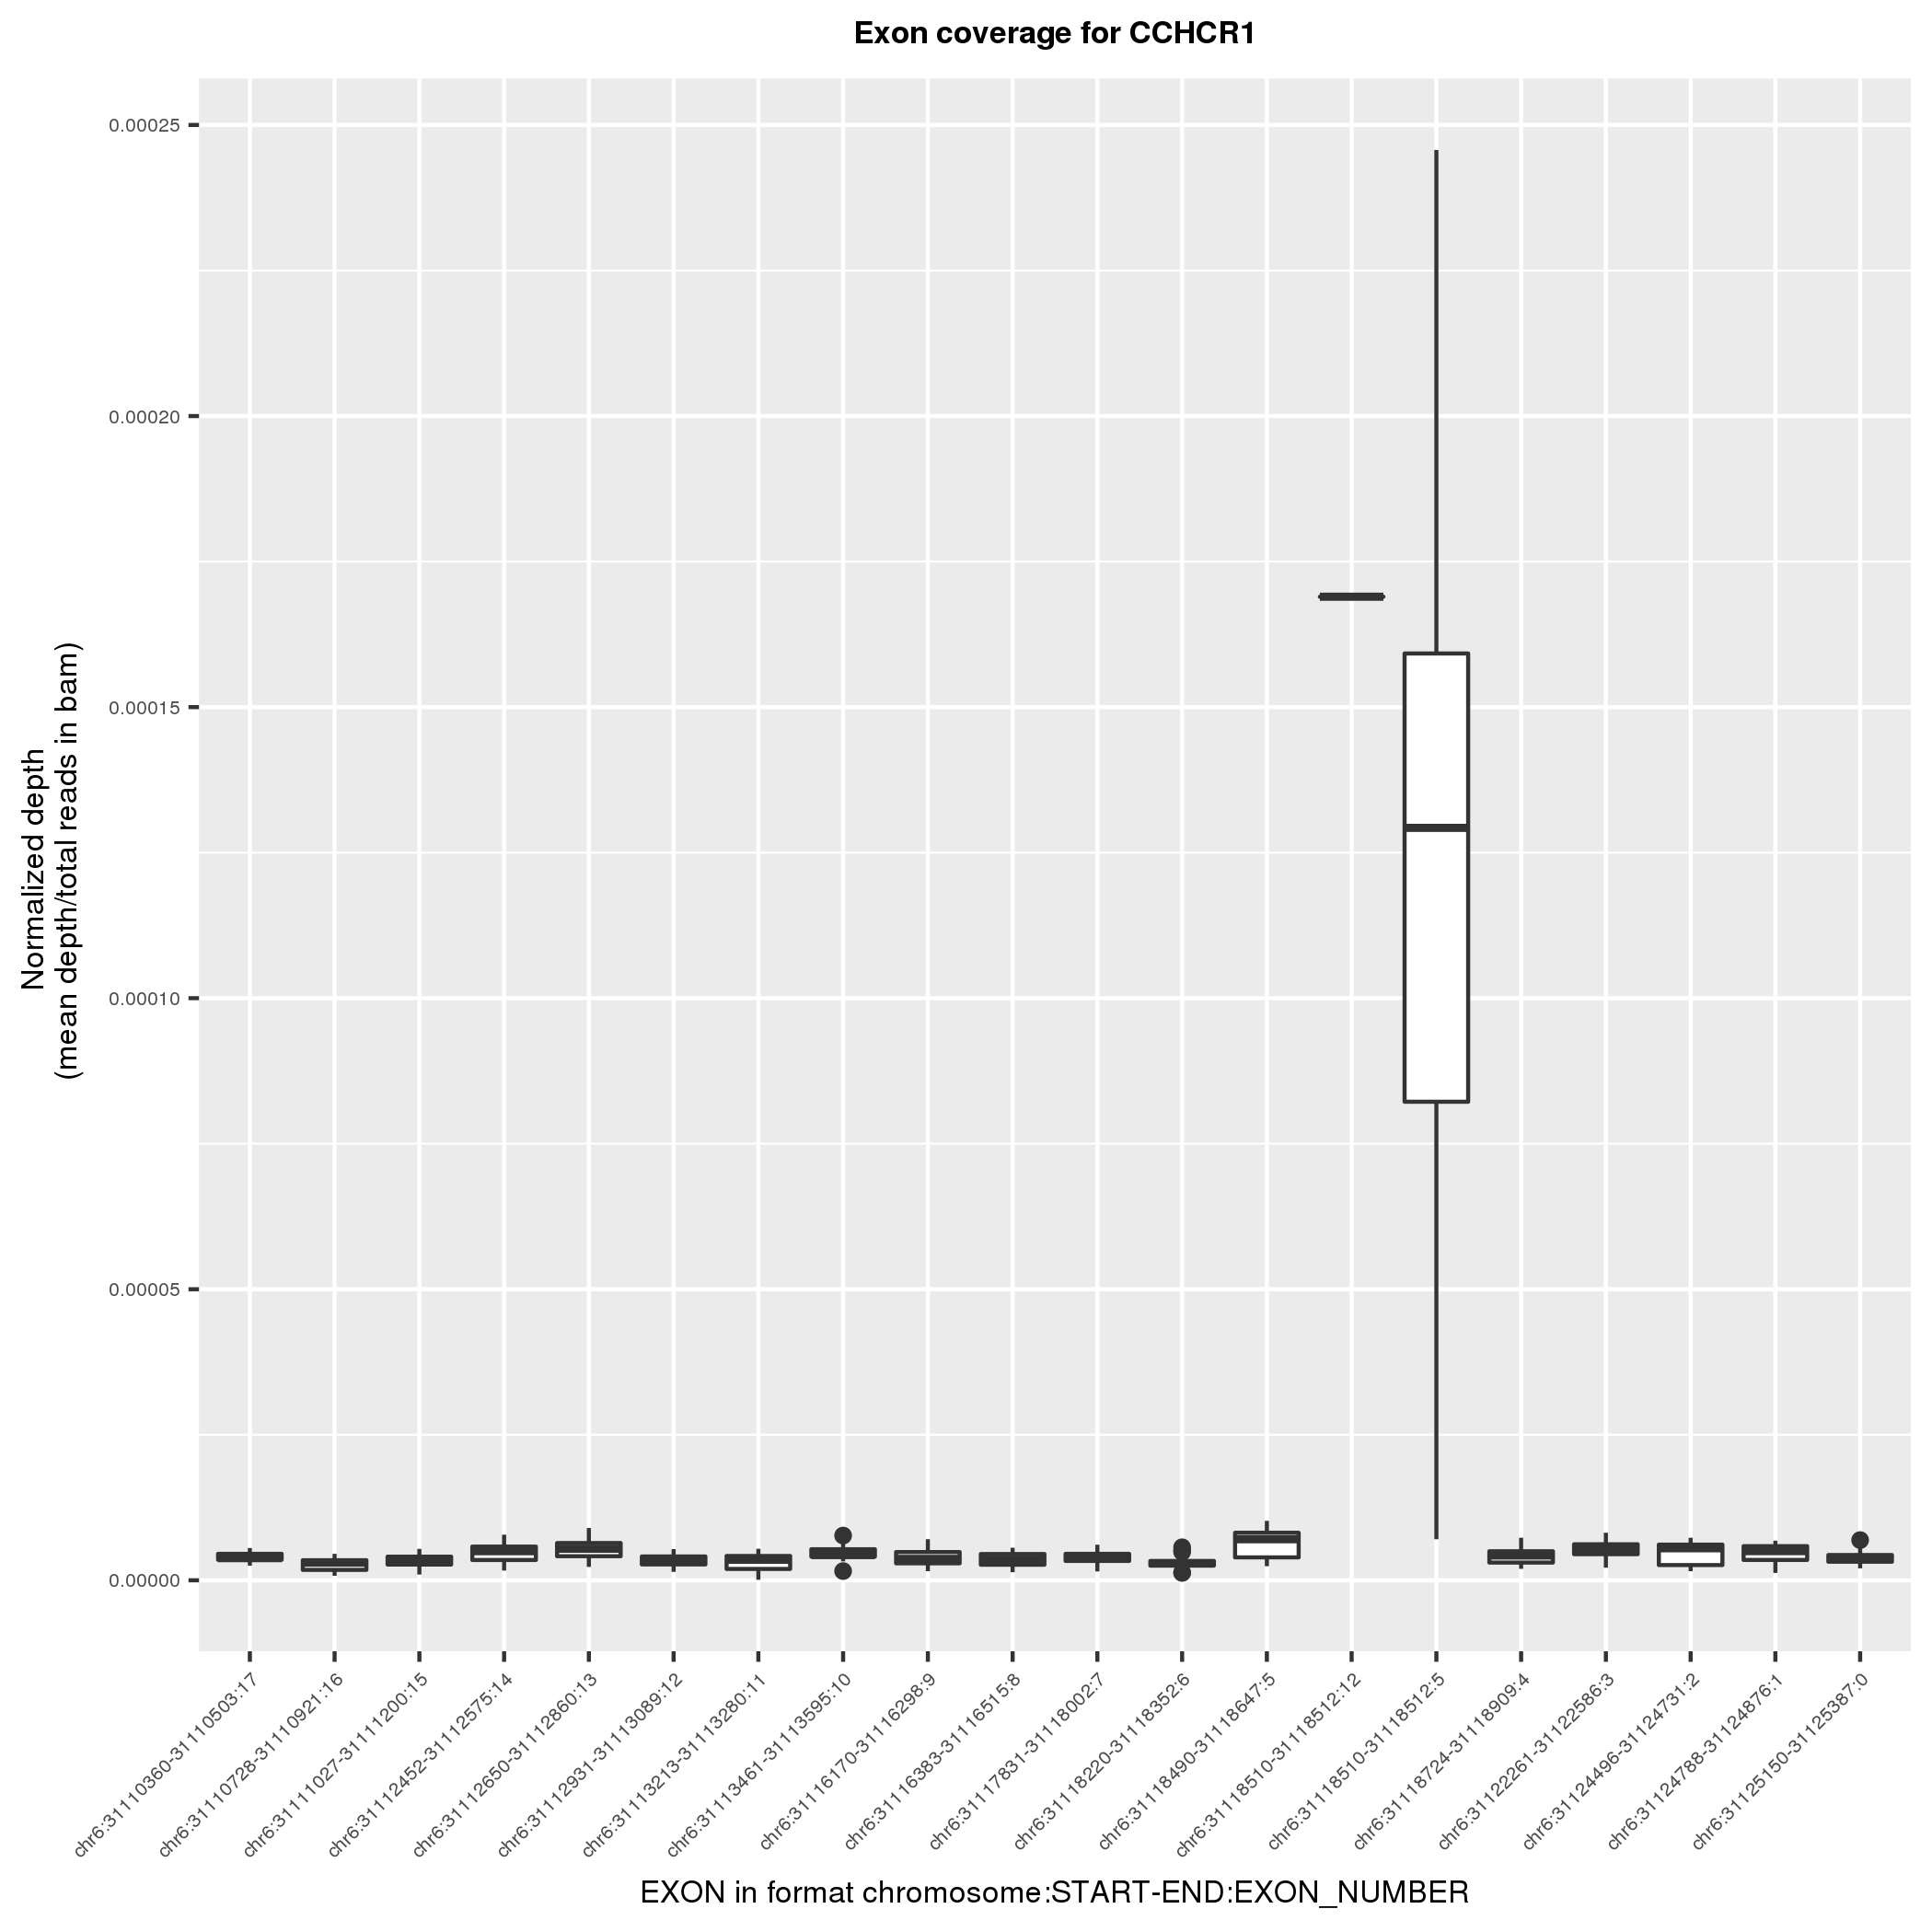 Exon coverage for CCHCR1
0.00025
0.00020
0.00015
0.00010
0.00005
0.00000
Normalized depth
(mean depth/total reads in bam)
chr6:31110360-31110503:17
chr6:31110728-31110921:16
chr6:31111027-31111200:15
chr6:31112452-31112575:14
chr6:31112650-31112860:13
chr6:31112931-31113089:12
chr6:31113213-31113280:11
chr6:31113461-31113595:10
chr6:31116170-31116298:9
chr6:31116383-31116515:8
chr6:31117831-31118002:7
chr6:31118220-31118352:6
chr6:31118490-31118647:5
chr6:31118510-31118512:12
chr6:31118510-31118512:5
chr6:31118724-31118909:4
chr6:31122261-31122586:3
chr6:31124496-31124731:2
chr6:31124788-31124876:1
chr6:31125150-31125387:0
EXON in format chromosome:START-END:EXON_NUMBER